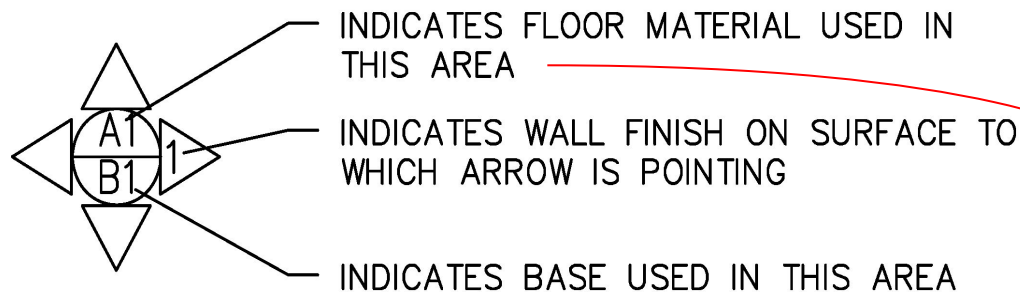 INDICATES FLOOR MATERIAL USED IN
THIS AREA
A1
INDICATES WALL FINISH ON SURFACE TO
WHICH ARROW IS POINTING
1
B1
INDICATES BASE USED IN THIS AREA